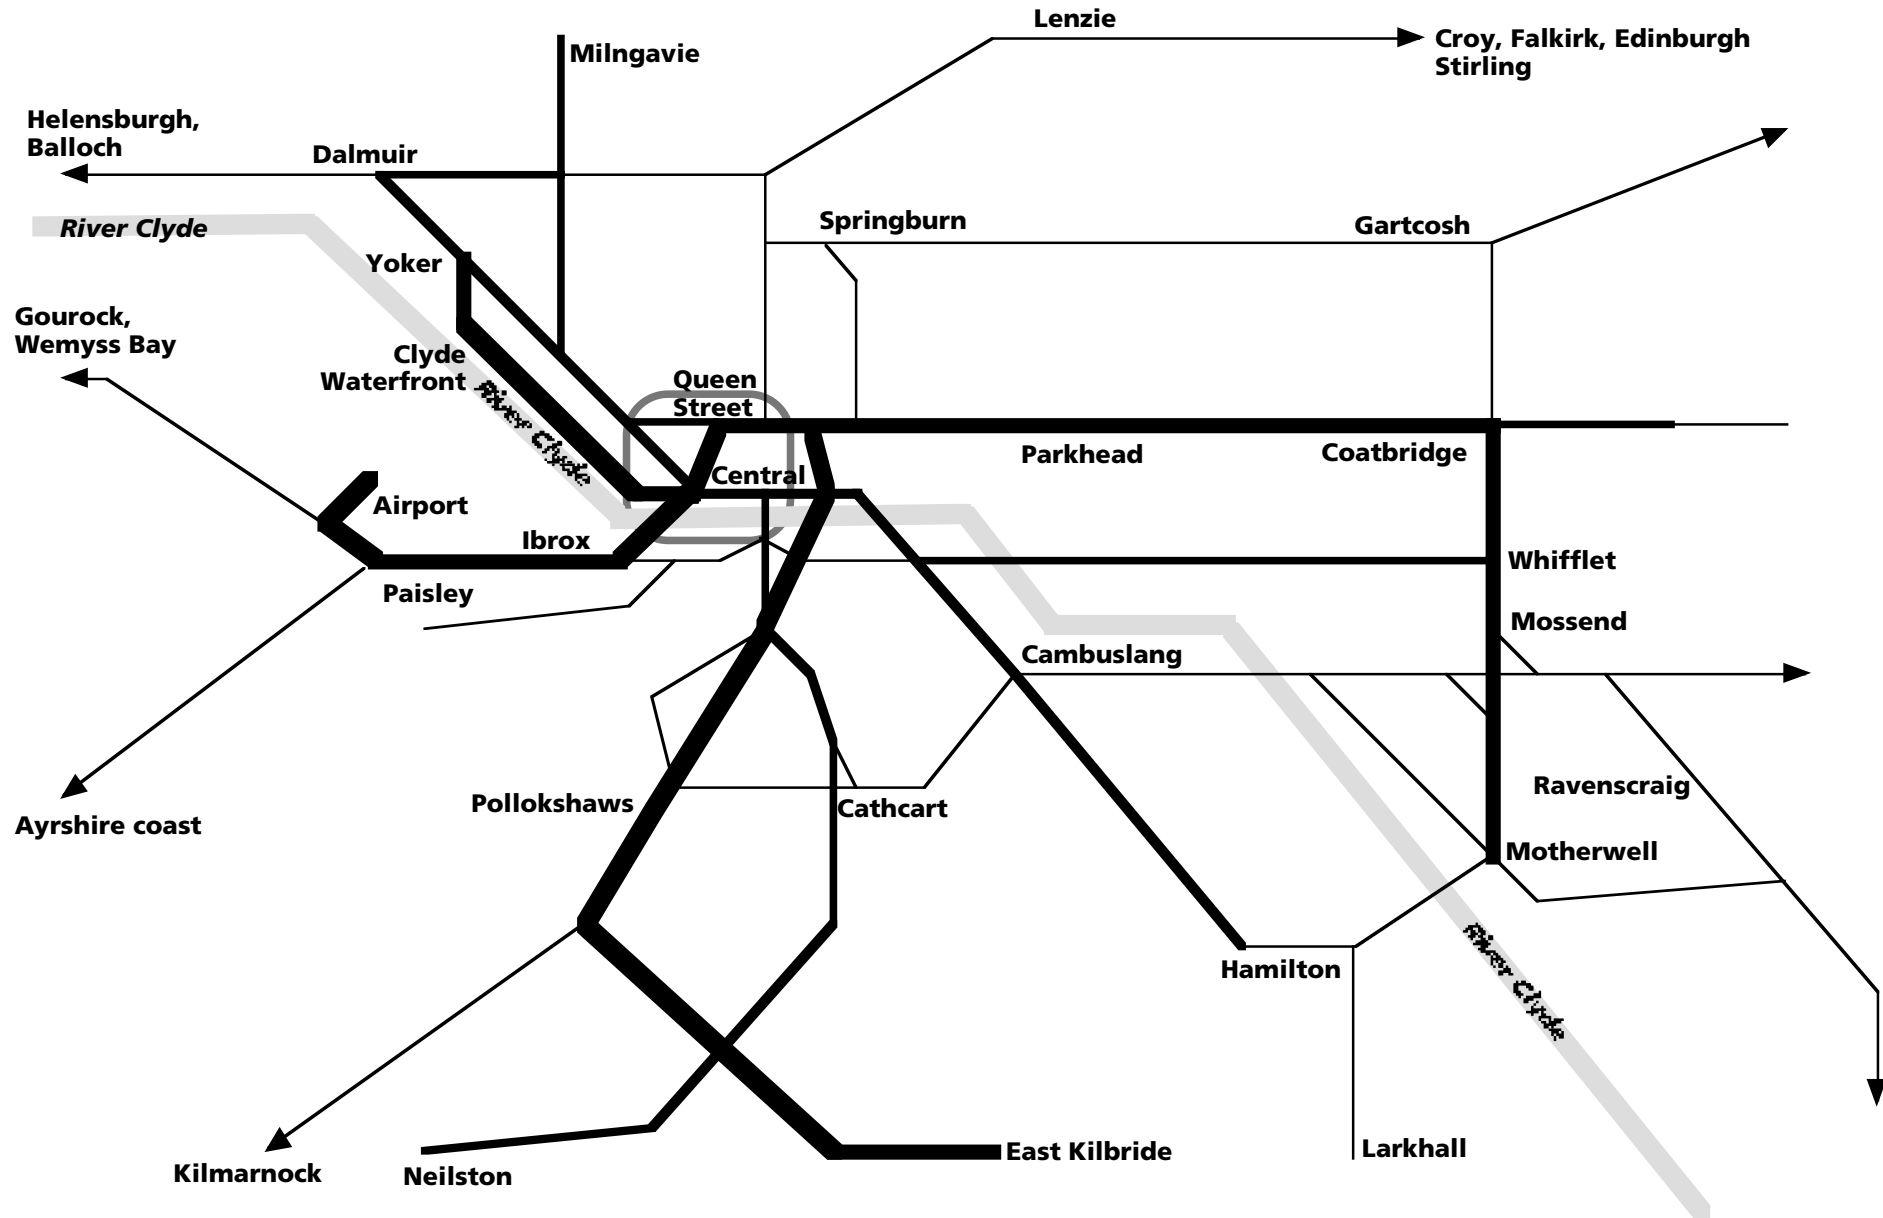 Lenzie
Croy, Falkirk, Edinburgh
Stirling
Milngavie
Helensburgh,
Balloch
Dalmuir
River Clyde
Springburn
Gartcosh
Yoker
Gourock,
Wemyss Bay
Clyde
Waterfront
River Clyde
Queen
Street
Parkhead
Coatbridge
Central
Airport
Ibrox
Paisley
Whifflet
Mossend
Cambuslang
Ravenscraig
Pollokshaws
Cathcart
Ayrshire coast
Motherwell
River Clyde
Hamilton
Larkhall
East Kilbride
Kilmarnock
Neilston